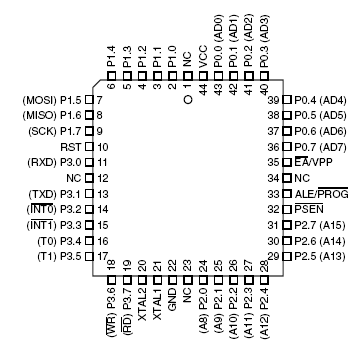 P1.4
P1.3
P1.2
P1.1
P1.0
NC
VCC
P0.0 (AD0)
P0.1 (AD1)
P0.2 (AD2)
P0.3 (AD3)
6
5
4
3
2
1
44
43
42
41
40
(MOSI) P1.5 7
(MISO) P1.6 8
(SCK) P1.7 9
RST 10
(RXD) P3.0 11
NC 12
(TXD) P3.1 13
(INT0) P3.2 14
(INT1) P3.3 15
(T0) P3.4 16
(T1) P3.5 17
39 P0.4 (AD4)
38 P0.5 (AD5)
37 P0.6 (AD6)
36 P0.7 (AD7)
35 EA/VPP
34 NC
33 ALE/PROG
32 PSEN
31 P2.7 (A15)
30 P2.6 (A14)
29 P2.5 (A13)
18
19
20
21
22
23
24
25
26
27
28
(WR) P3.6
(RD) P3.7
XTAL2
XTAL1
GND
NC
(A8) P2.0
(A9) P2.1
(A10) P2.2
(A11) P2.3
(A12) P2.4